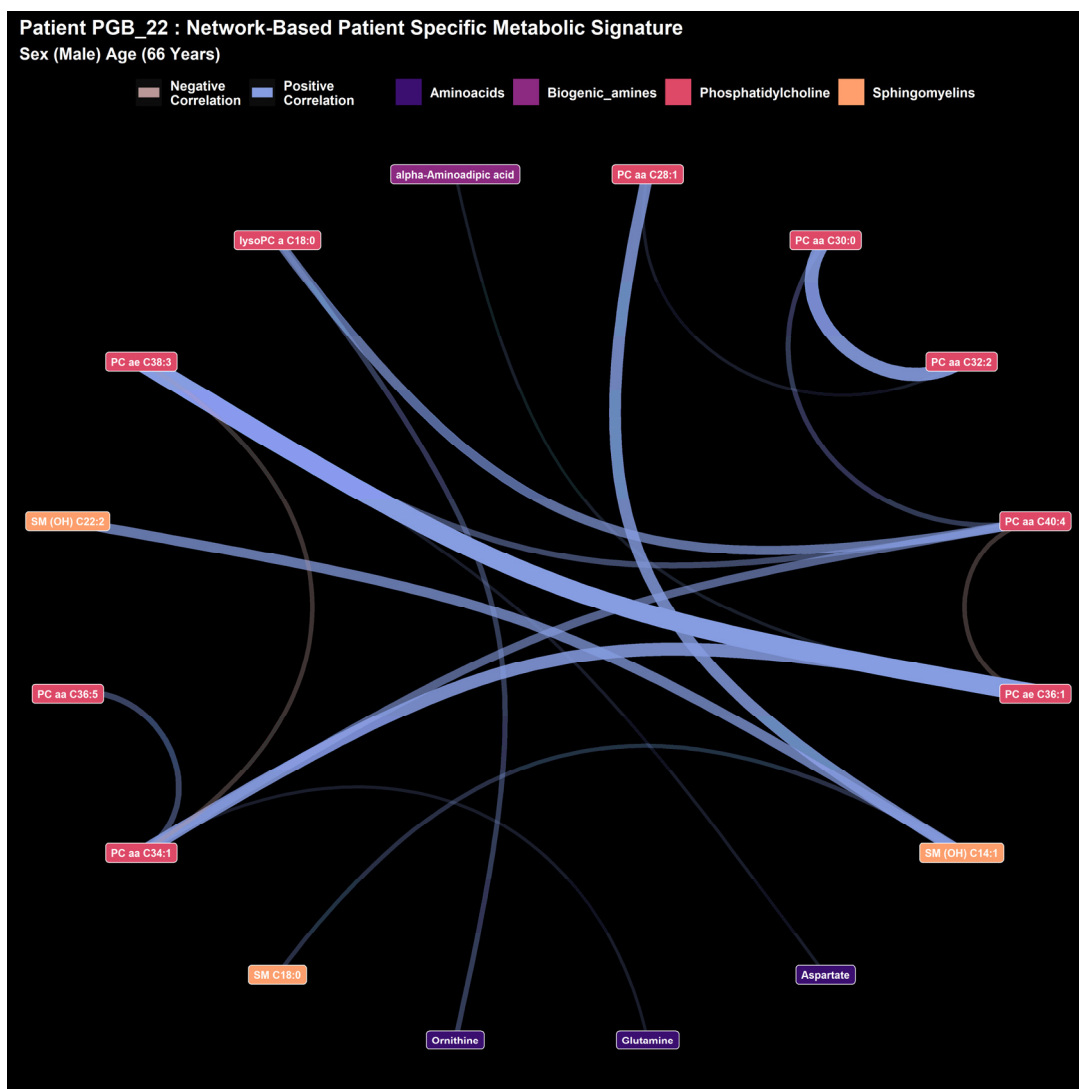 Patient PGB_22 : Network-Based Patient Specific Metabolic Signature
Sex (Male) Age (66 Years)
Negative Correlation
Positive Correlation
Aminoacids
Biogenic_amines
Phosphatidylcholine
Sphingomyelins
alpha-Aminoadipic acid
PC aa C28:1
lysoPC a C18:0
PC aa C30:0
PC ae C38:3
PC aa C32:2
SM (OH) C22:2
PC aa C40:4
PC aa C36:5
PC ae C36:1
PC aa C34:1
SM (OH) C14:1
SM C18:0
Aspartate
Ornithine
Glutamine